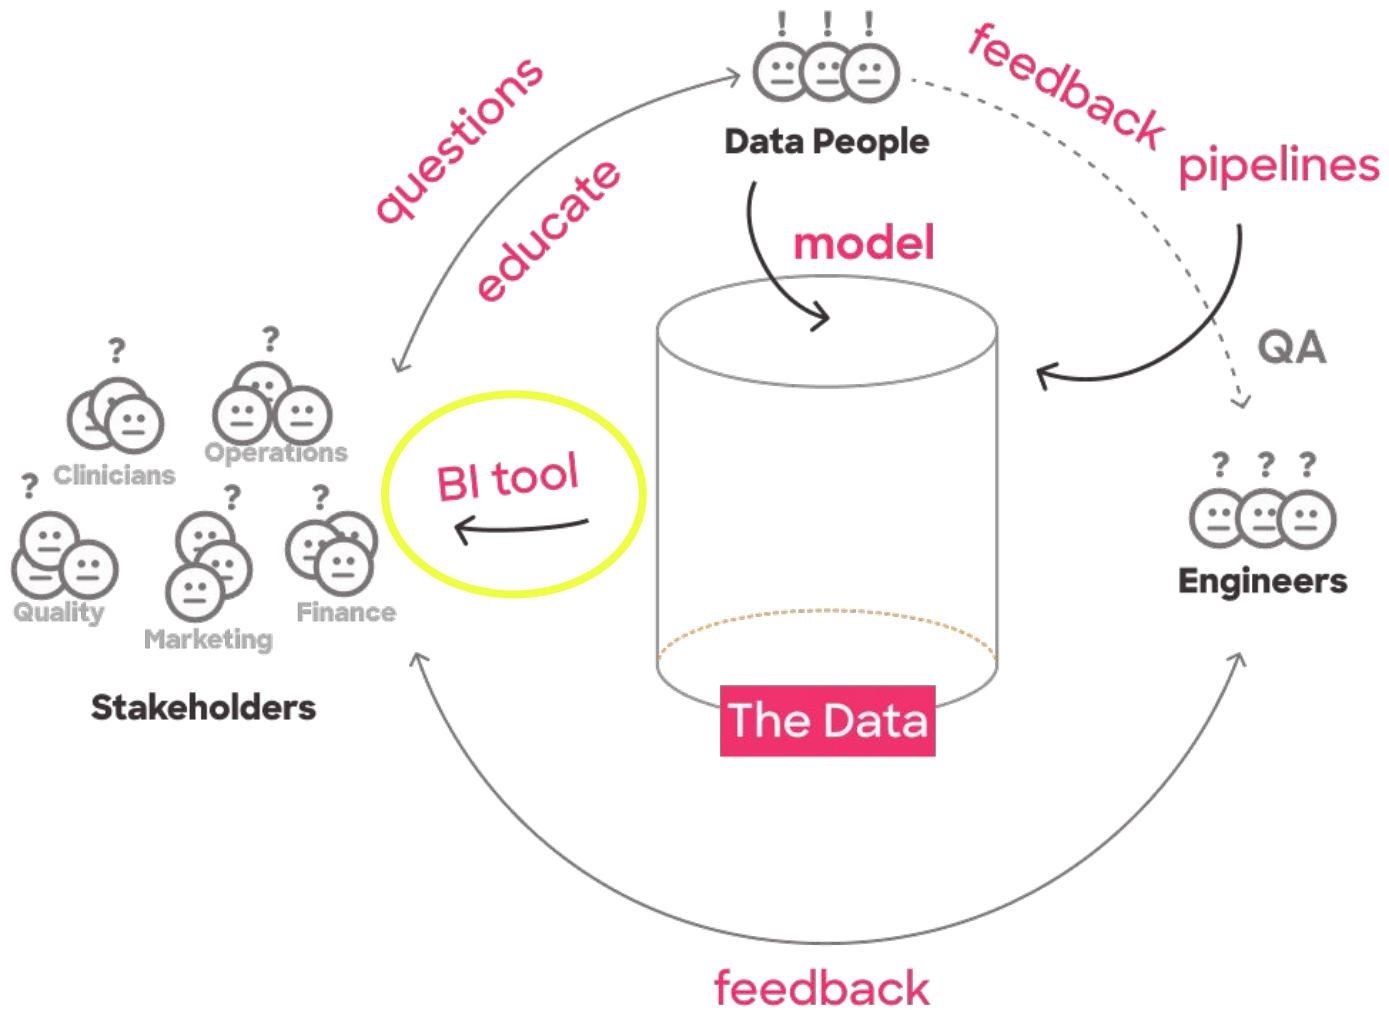 ! ! !
Data People
feedback
pipelines
questions
educate
model
QA
?
Clinicians
?
Operations
?
Quality
?
Marketing
?
Finance
Stakeholders
BI tool
? ? ?
Engineers
The Data
feedback